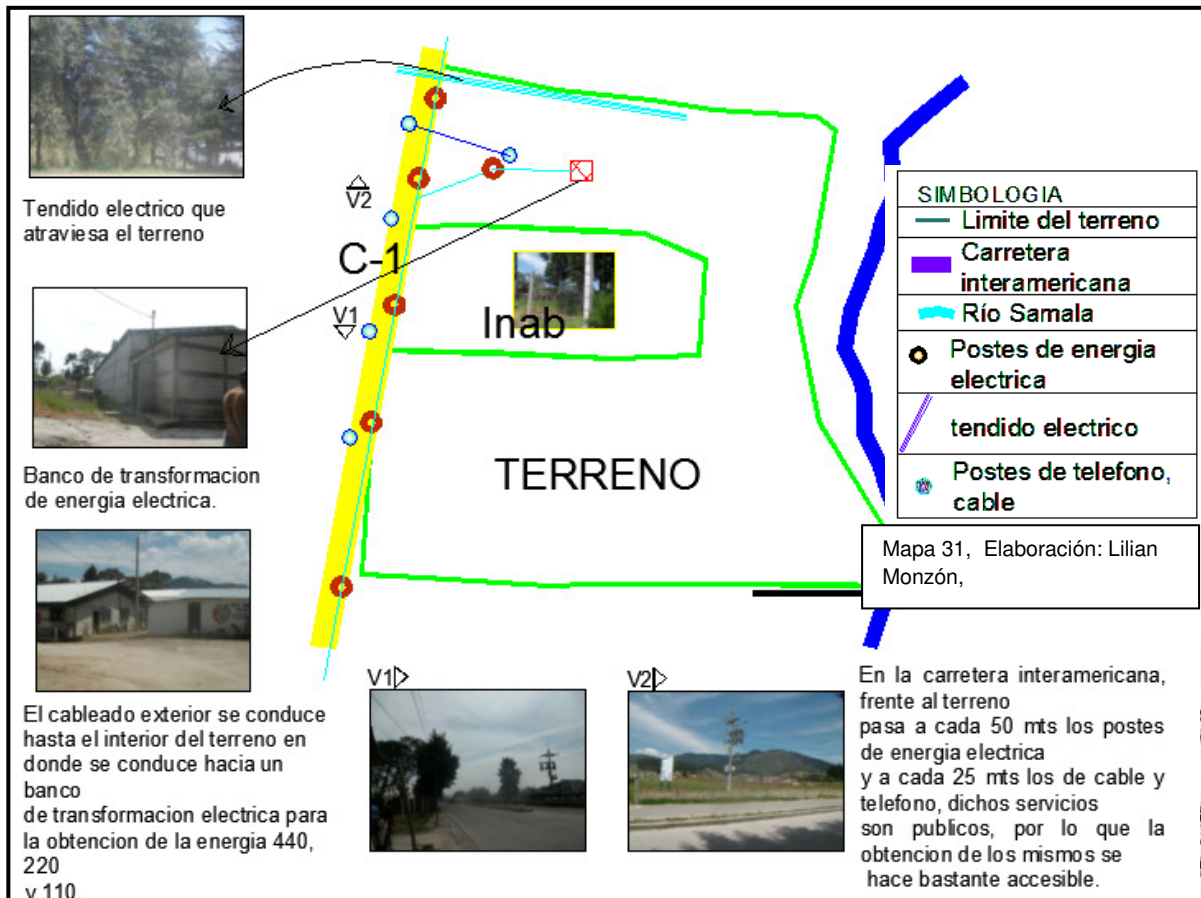 Tendido electrico que
atraviesa el terreno
Banco de transformacion
de energia electrica.
El cableado exterior se conduce
hasta el interior del terreno en
donde se conduce hacia un
banco
de transformacion electrica para
la obtencion de la energia 440,
220
y 110.
V2
C-1
V1
Inab
TERRENO
SIMBOLOGIA
Limite del terreno
Carretera
interamericana
Río Samala
Postes de energia
electrica
tendido electrico
Postes de telefono,
cable
Mapa 31, Elaboración: Lilian
Monzón,
V1
V2
En la carretera interamericana,
frente al terreno
pasa a cada 50 mts los postes
de energia electrica
y a cada 25 mts los de cable y
telefono, dichos servicios
son publicos, por lo que la
obtencion de los mismos se
hace bastante accesible.